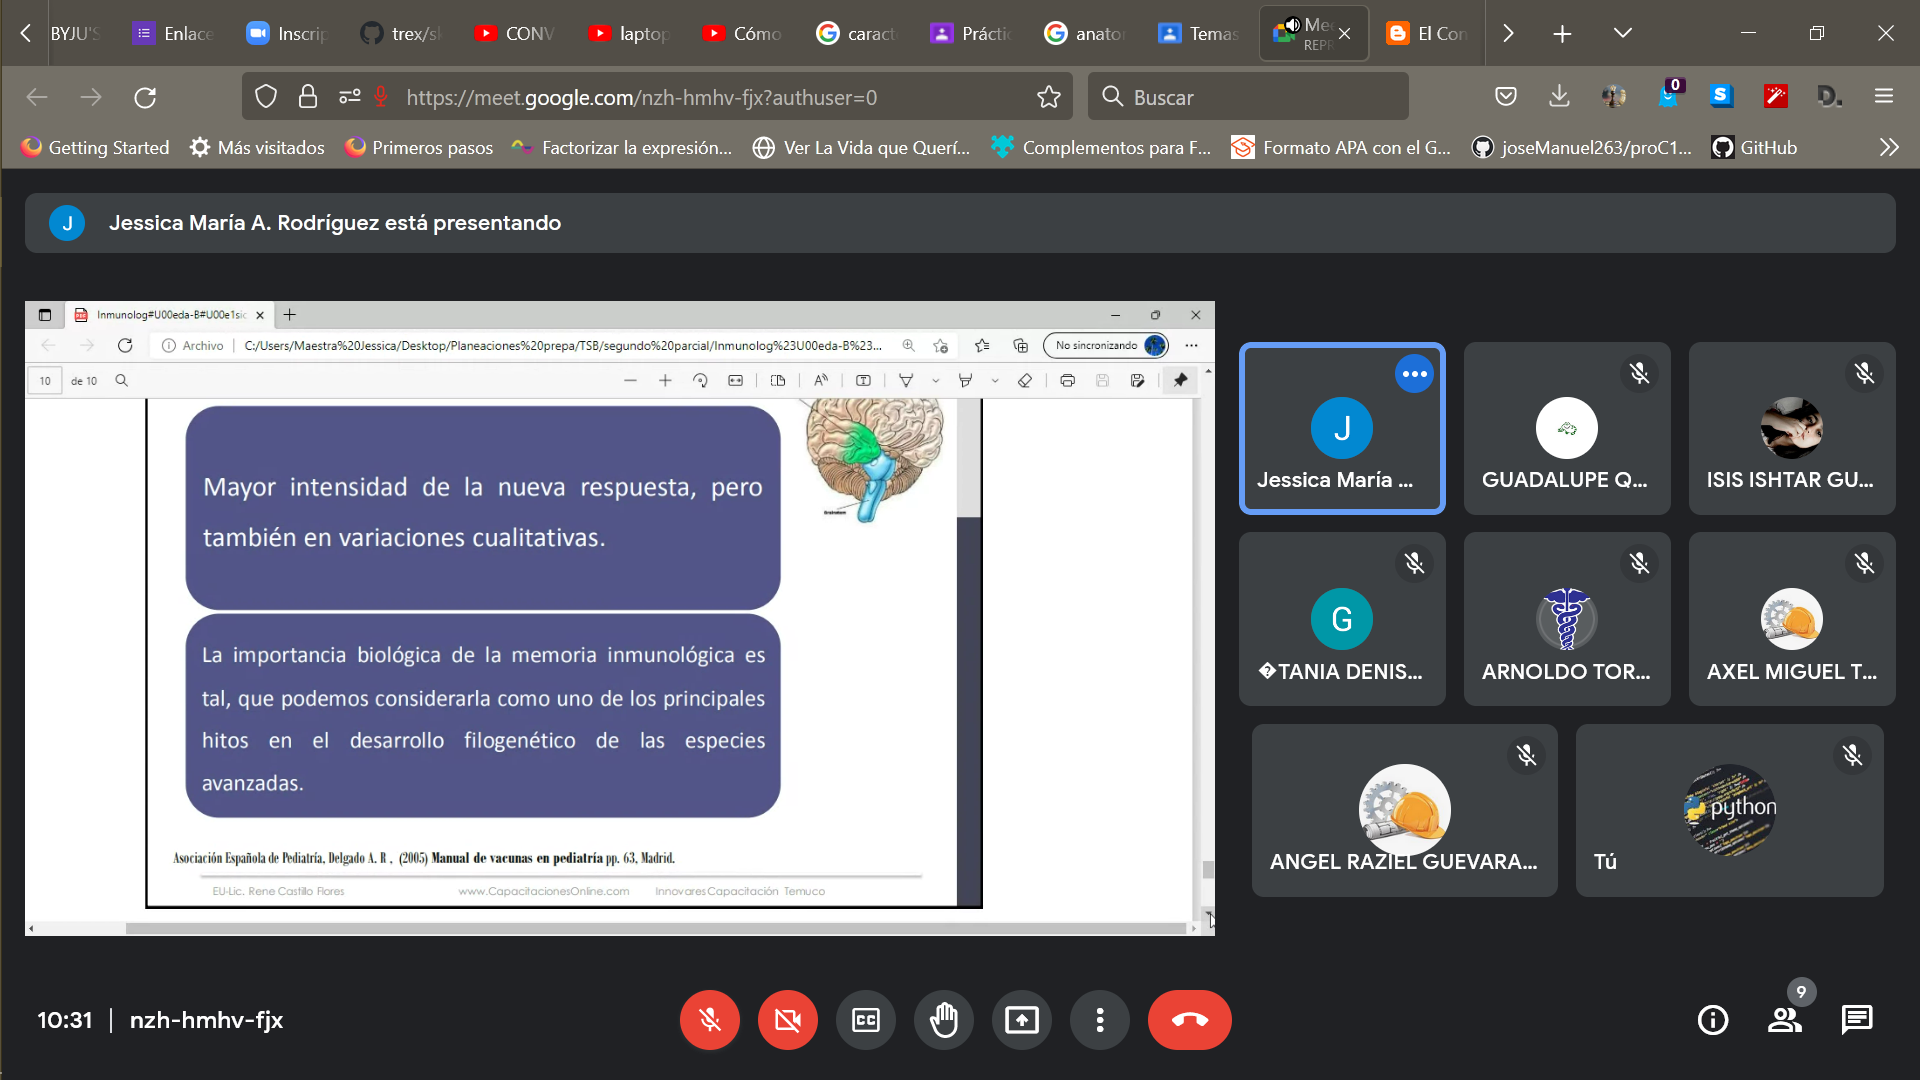 BYJU'S
Enlace
Inscrip
trex/sk
CONV
laptop
Cómo
caract
Práctic
anator
Temas
Mee
REPR
El Con
https://meet.google.com/nzh-hmhv-fjx?authuser=0
Buscar
0
S
D.
Getting Started
Más visitados
Primeros pasos
Factorizar la expresión...
Ver La Vida que Querí...
Complementos para F...
Formato APA con el G...
joseManuel263/proC1...
GitHub
J
Jessica María A. Rodríguez está presentando
Inmunolog#U00eda-B#U00e1sic
Archivo
C:/Users/Maestra%20Jessica/Desktop/Planeaciones%20prepa/TSB/segundo%20parcial/Inmunolog%23U00eda-B%23...
No sincronizando
10 de 10
Mayor intensidad de la nueva respuesta, pero
también en variaciones cualitativas.
La importancia biológica de la memoria inmunológica es
tal, que podemos considerarla como uno de los principales
hitos en el desarrollo filogenético de las especies
avanzadas.
Asociación Española de Pediatría, Delgado A. R , (2005) Manual de vacunas en pediatría pp. 63, Madrid.
EU-Lic. Rene Castillo Flores
www.CapacitacionesOnline.com
Innovares Capacitación Temuco
J
Jessica María ...
GUADALUPE Q...
ISIS ISHTAR GU...
G
�TANIA DENIS...
ARNOLDO TOR...
AXEL MIGUEL T...
ANGEL RAZIEL GUEVARA...
python
Tú
10:31
nzh-hmhv-fjx
CC
9